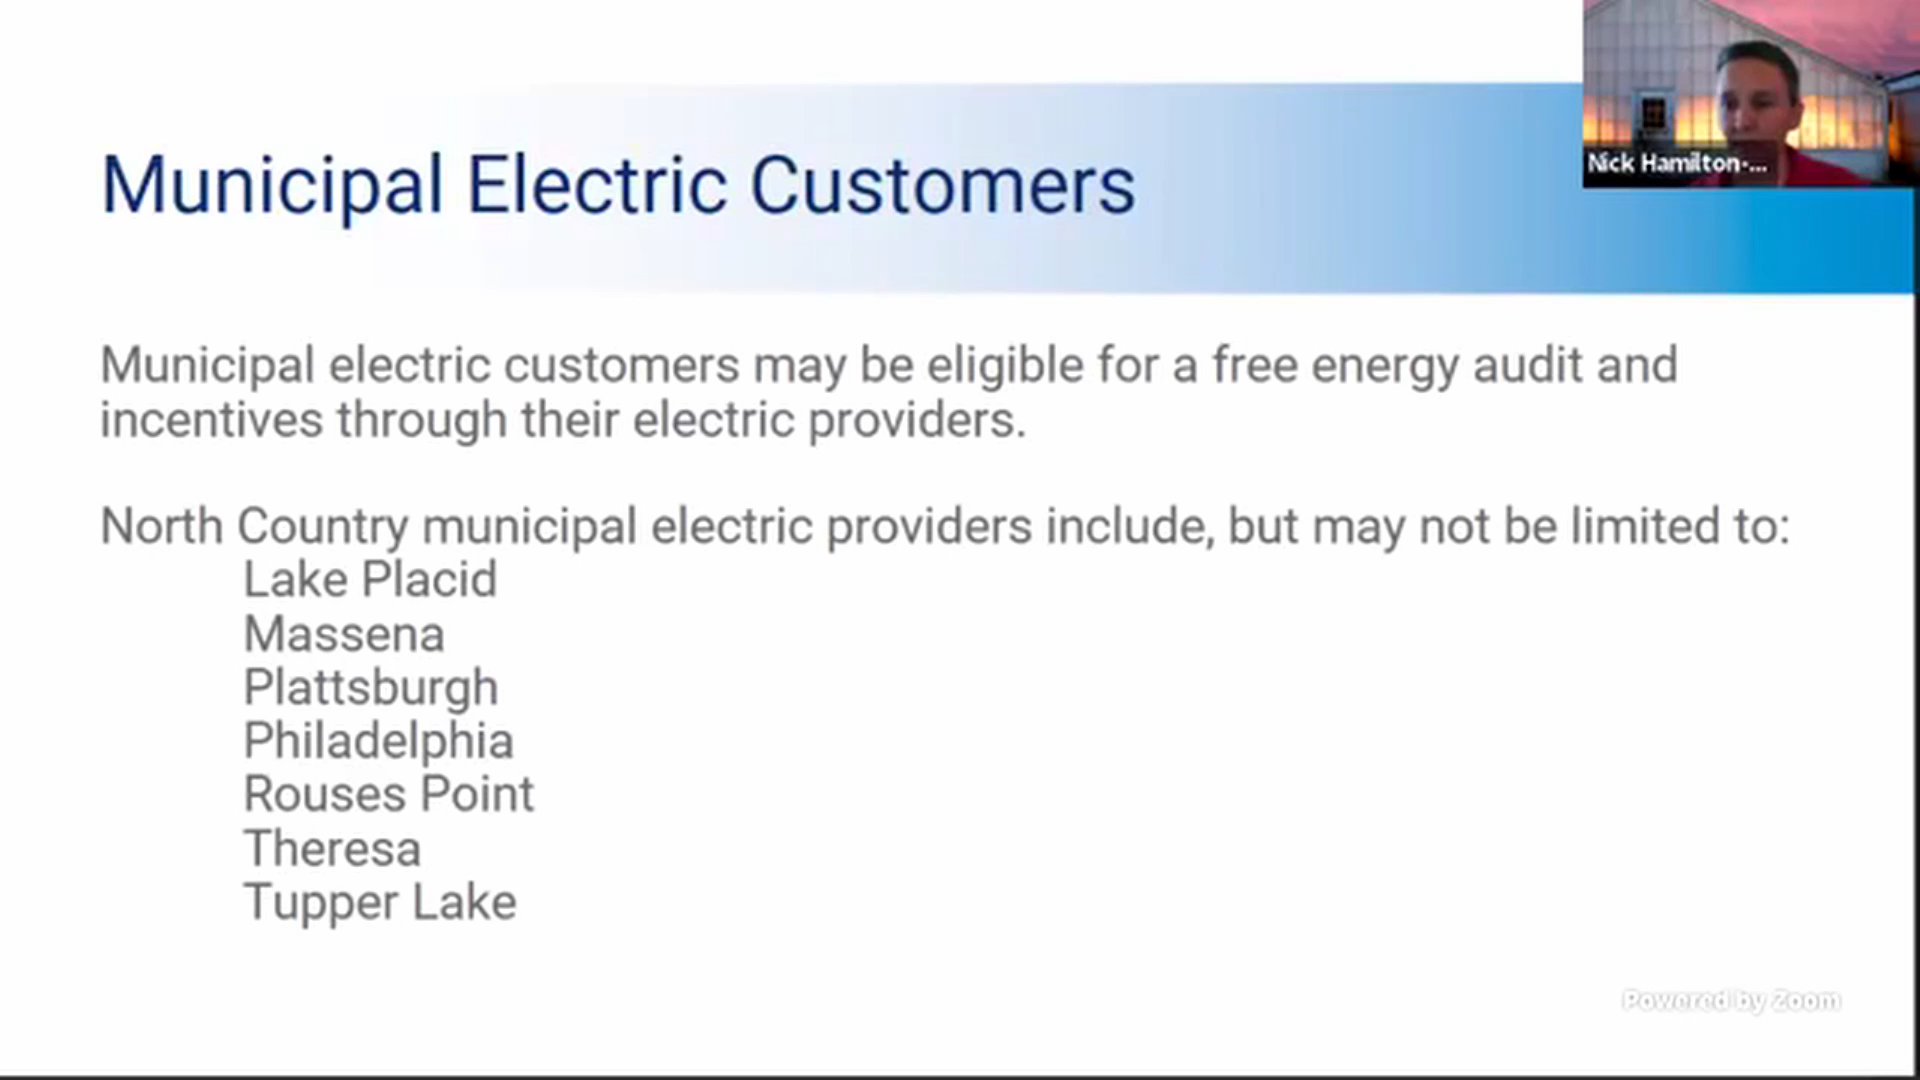 Nick Hamilton-...
Municipal Electric Customers
Municipal electric customers may be eligible for a free energy audit and
incentives through their electric providers.
North Country municipal electric providers include, but may not be limited to:
Lake Placid
Massena
Plattsburgh
Philadelphia
Rouses Point
Theresa
Tupper Lake
Powered by Zoom